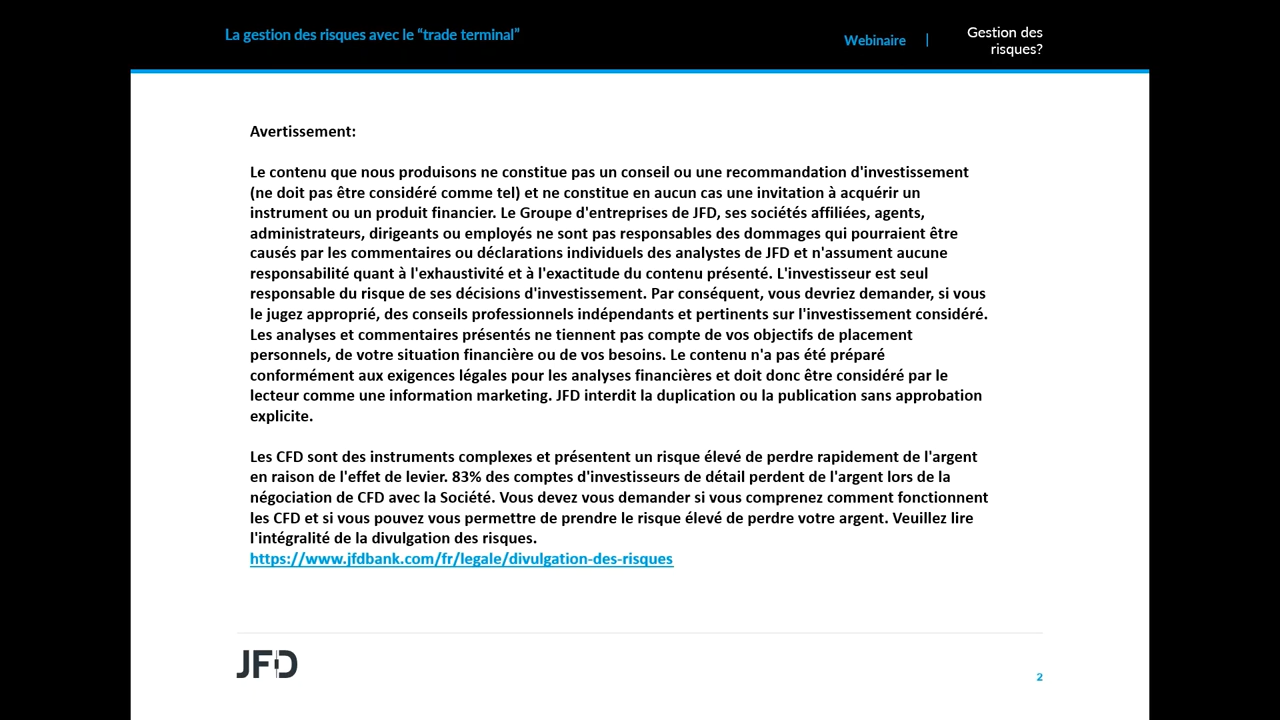 La gestion des risques avec le “trade terminal”
Webinaire |
Gestion des
risques?
Avertissement:
Le contenu que nous produisons ne constitue pas un conseil ou une recommandation d'investissement
(ne doit pas être considéré comme tel) et ne constitue en aucun cas une invitation à acquérir un
instrument ou un produit financier. Le Groupe d'entreprises de JFD, ses sociétés affiliées, agents,
administrateurs, dirigeants ou employés ne sont pas responsables des dommages qui pourraient être
causés par les commentaires ou déclarations individuels des analystes de JFD et n'assument aucune
responsabilité quant à l'exhaustivité et à l'exactitude du contenu présenté. L'investisseur est seul
responsable du risque de ses décisions d'investissement. Par conséquent, vous devriez demander, si vous
le jugez approprié, des conseils professionnels indépendants et pertinents sur l'investissement considéré.
Les analyses et commentaires présentés ne tiennent pas compte de vos objectifs de placement
personnels, de votre situation financière ou de vos besoins. Le contenu n'a pas été préparé
conformément aux exigences légales pour les analyses financières et doit donc être considéré par le
lecteur comme une information marketing. JFD interdit la duplication ou la publication sans approbation
explicite.
Les CFD sont des instruments complexes et présentent un risque élevé de perdre rapidement de l'argent
en raison de l'effet de levier. 83% des comptes d'investisseurs de détail perdent de l'argent lors de la
négociation de CFD avec la Société. Vous devez vous demander si vous comprenez comment fonctionnent
les CFD et si vous pouvez vous permettre de prendre le risque élevé de perdre votre argent. Veuillez lire
l'intégralité de la divulgation des risques.
https://www.jfdbank.com/fr/legale/divulgation-des-risques
JFD
2